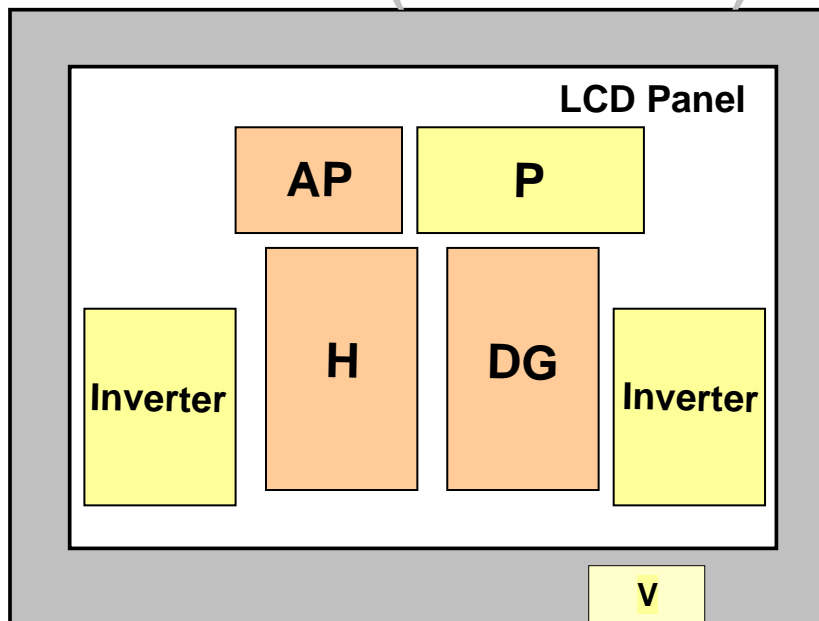 LCD Panel
AP
P
H
DG
Inverter
Inverter
V